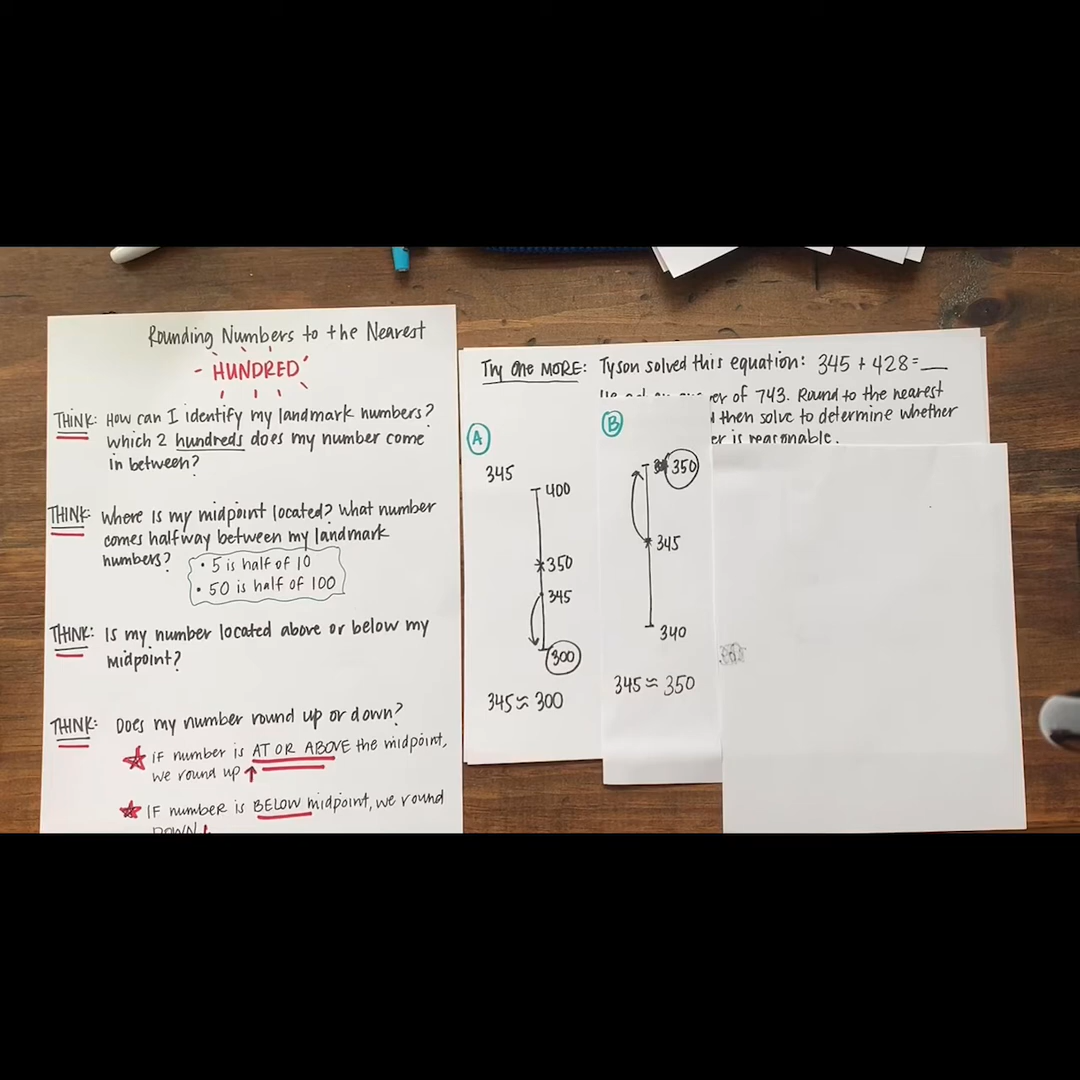 Rounding Numbers to the Nearest
- HUNDRED
THINK: How can I identify my landmark numbers?
Which 2 hundreds does my number come
in between?
THINK: Where is my midpoint located? What number
comes halfway between my landmark
numbers?
• 5 is half of 10
• 50 is half of 100
THINK: Is my number located above or below my
midpoint?
THINK: Does my number round up or down?
IF number is AT OR ABOVE the midpoint,
we round up ↑
IF number is BELOW midpoint, we round
DOWN
Try One MORE: Tyson solved this equation: 345 + 428 = __
of 743. Round to the nearest
then solve to determine whether
is reasonable.
A
345
400
350
345
300
345 ≈ 300
B
350
345
340
345 ≈ 350